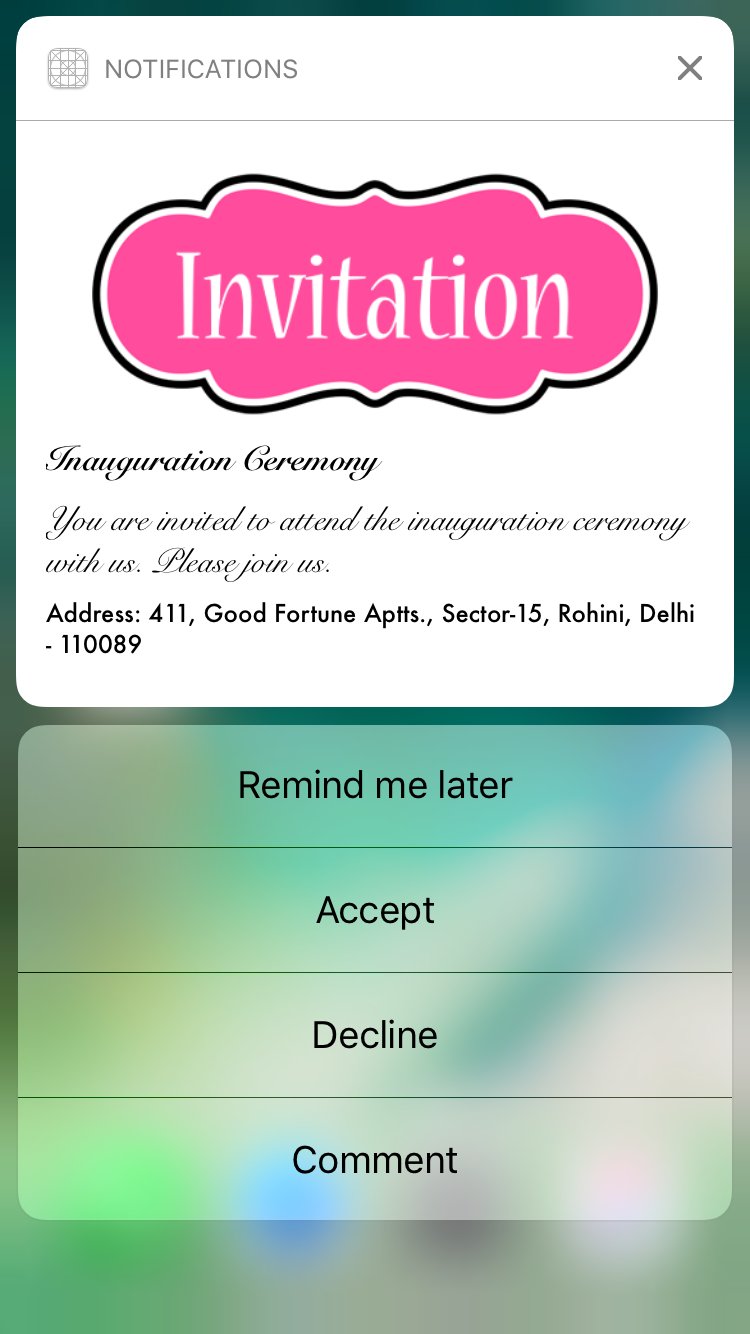 NOTIFICATIONS
Invitation
Inauguration Ceremony
You are invited to attend the inauguration ceremony
with us. Please join us.
Address: 411, Good Fortune Aptts., Sector-15, Rohini, Delhi
- 110089
Remind me later
Accept
Decline
Comment